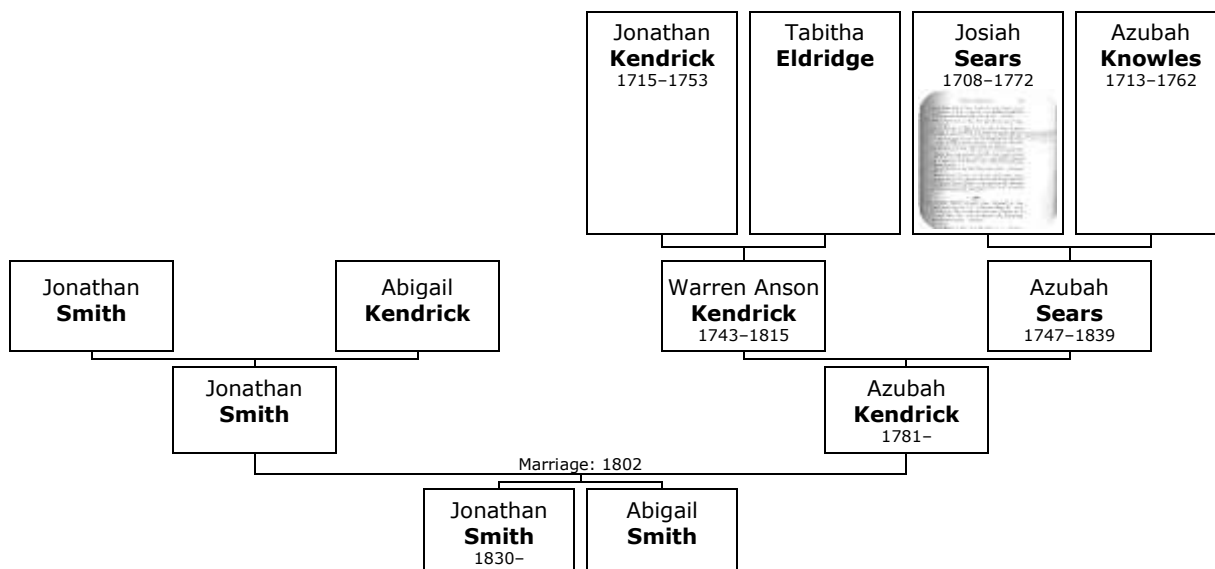 Jonathan
Kendrick
1715–1753
Tabitha
Eldridge
Josiah
Sears
1708–1772
Azubah
Knowles
1713–1762
Jonathan
Smith
Abigail
Kendrick
Warren Anson
Kendrick
1743–1815
Azubah
Sears
1747–1839
Jonathan
Smith
Azubah
Kendrick
1781–
Marriage: 1802
Jonathan
Smith
1830–
Abigail
Smith